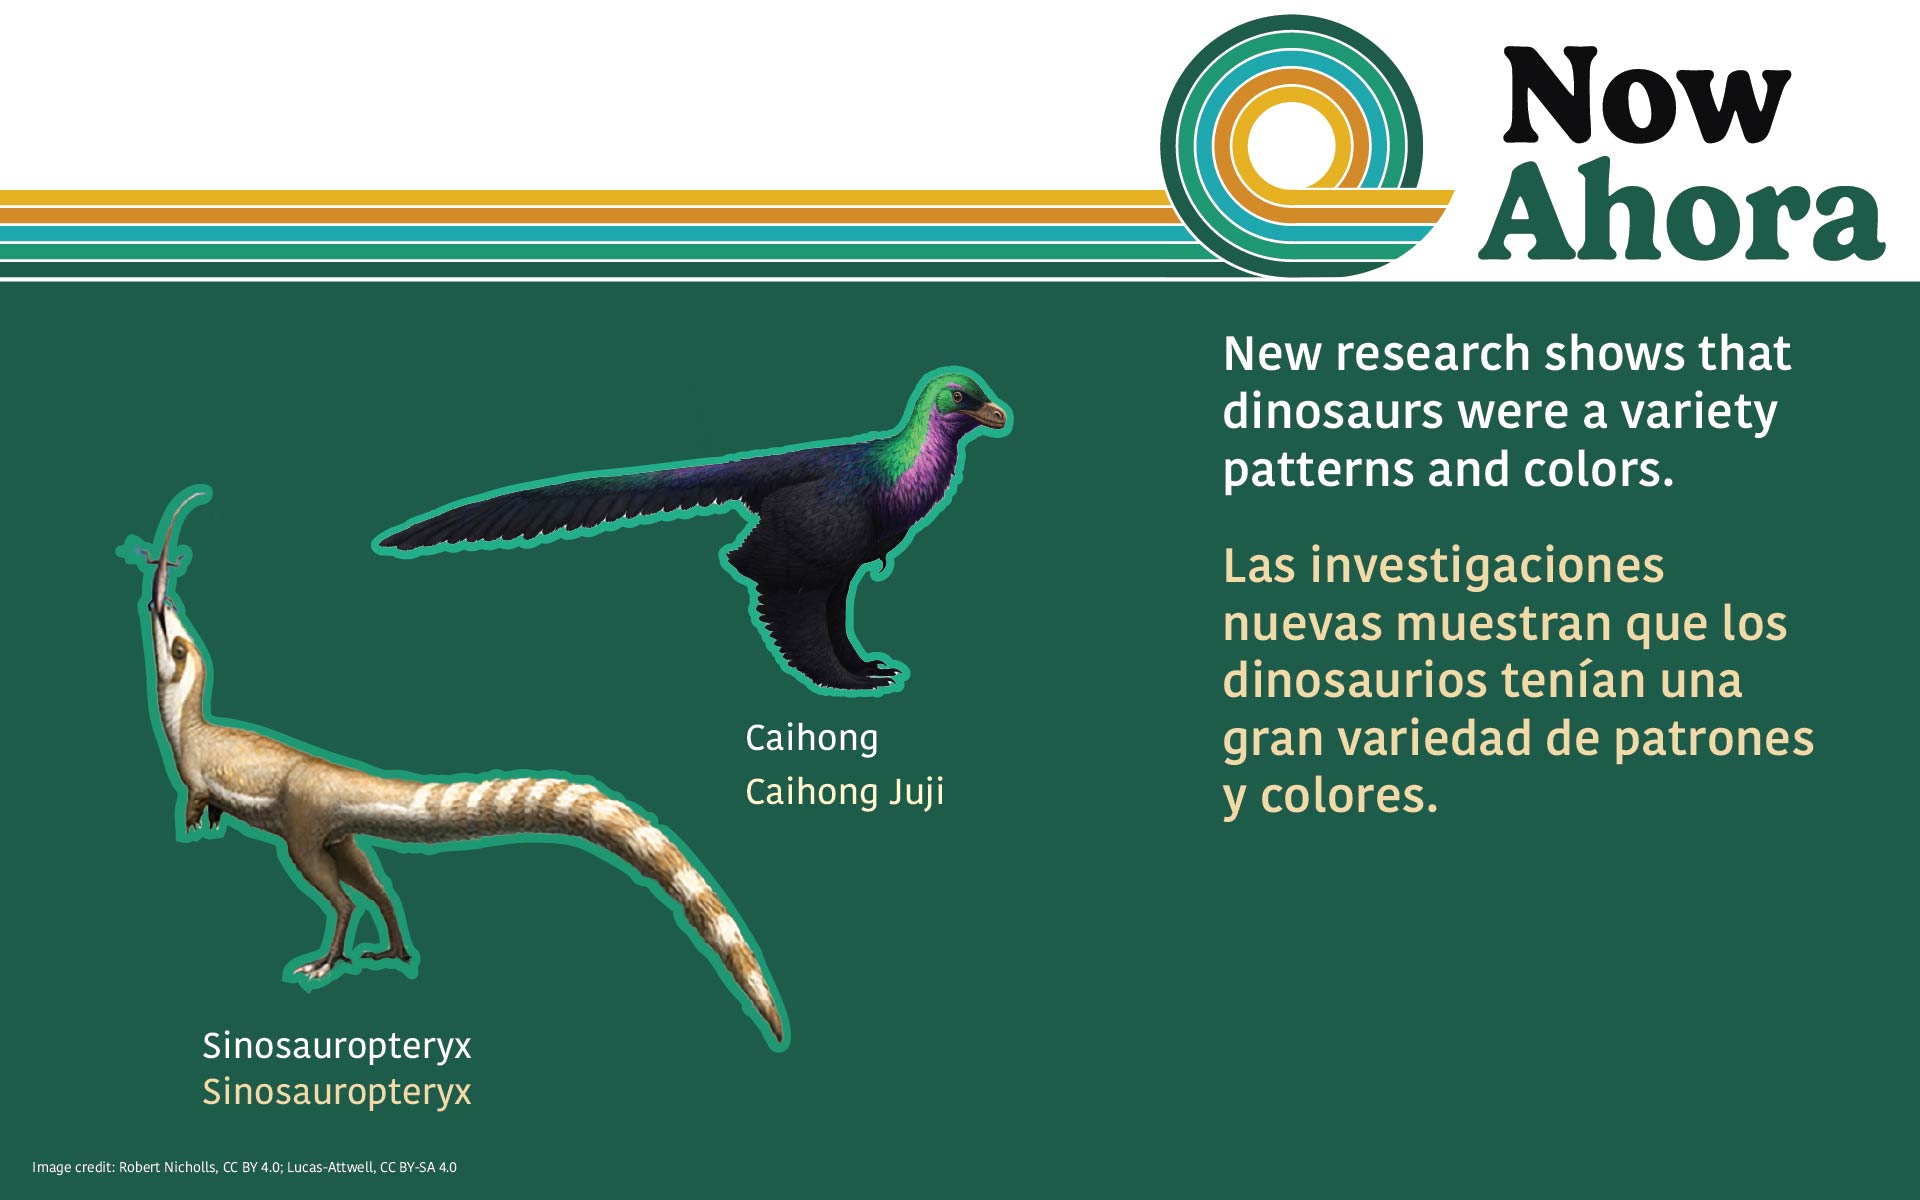 Now
Ahora
New research shows that
dinosaurs were a variety
patterns and colors.
Las investigaciones
nuevas muestran que los
dinosaurios tenían una
gran variedad de patrones
y colores.
Caihong
Caihong Juji
Sinosauropteryx
Sinosauropteryx
Image credit: Robert Nicholls, CC BY 4.0; Lucas-Attwell, CC BY-SA 4.0